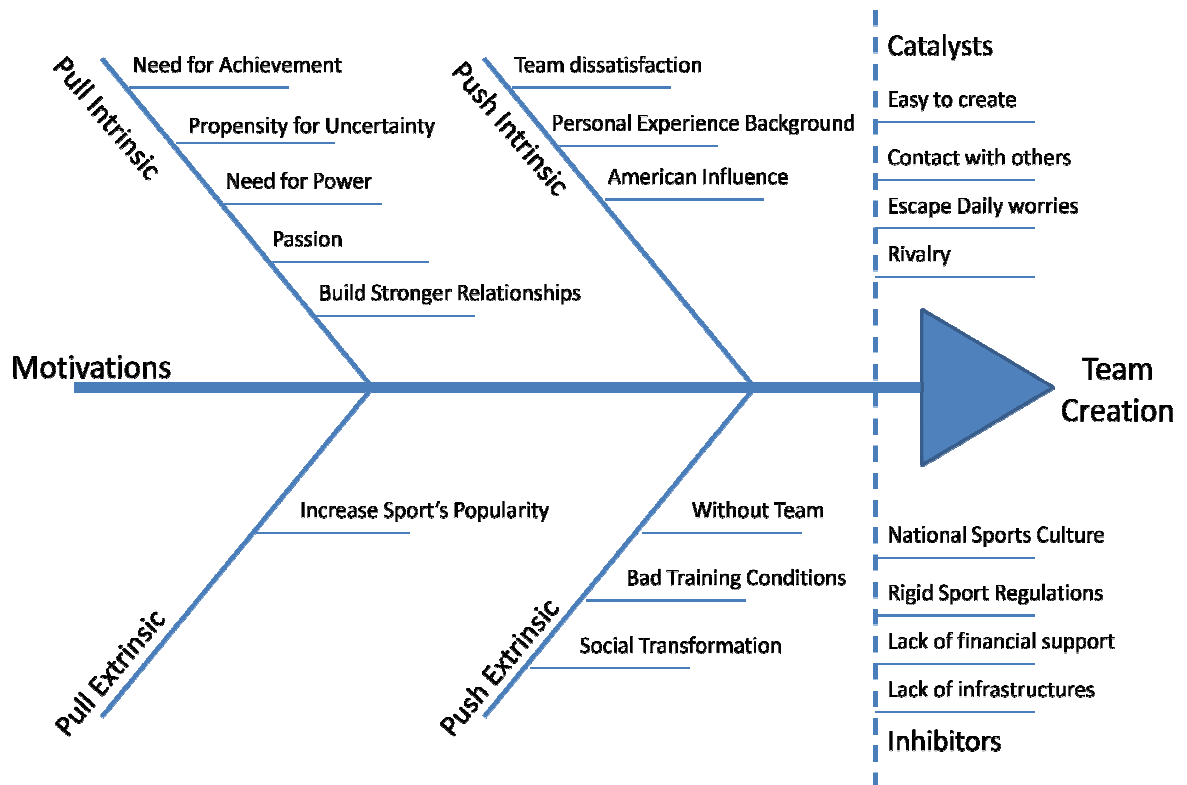 Pull Intrinsic
Need for Achievement
Propensity for Uncertainty
Need for Power
Passion
Build Stronger Relationships
Push Intrinsic
Team dissatisfaction
Personal Experience Background
American Influence
Catalysts
Easy to create
Contact with others
Escape Daily worries
Rivalry
Motivations
Team
Creation
Pull Extrinsic
Increase Sport's Popularity
Push Extrinsic
Without Team
Bad Training Conditions
Social Transformation
National Sports Culture
Rigid Sport Regulations
Lack of financial support
Lack of infrastructures
Inhibitors